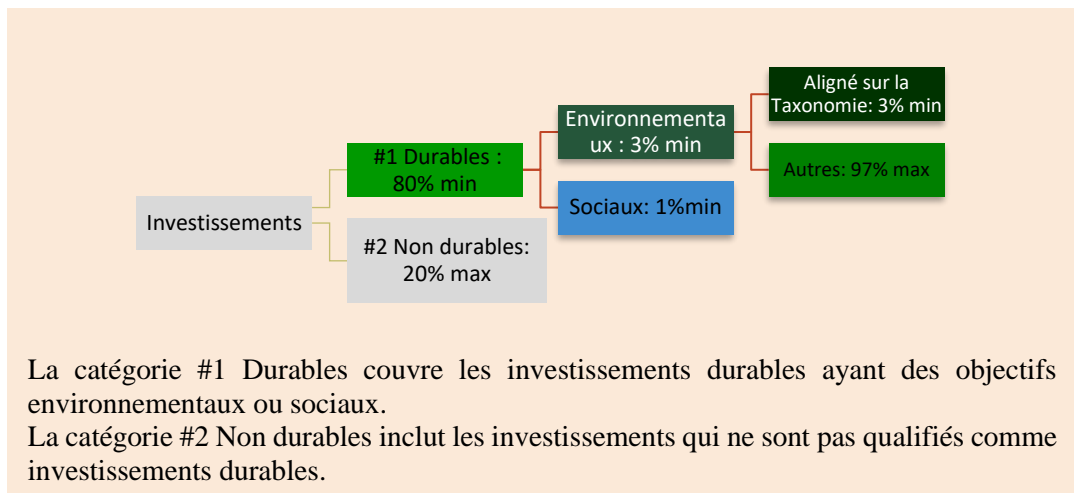 Investissements
#1 Durables :
80% min
#2 Non durables:
20% max
Environnementa
ux : 3% min
Sociaux: 1%min
Aligné sur la
Taxonomie: 3% min
Autres: 97% max
La catégorie #1 Durables couvre les investissements durables ayant des objectifs
environnementaux ou sociaux.
La catégorie #2 Non durables inclut les investissements qui ne sont pas qualifiés comme
investissements durables.